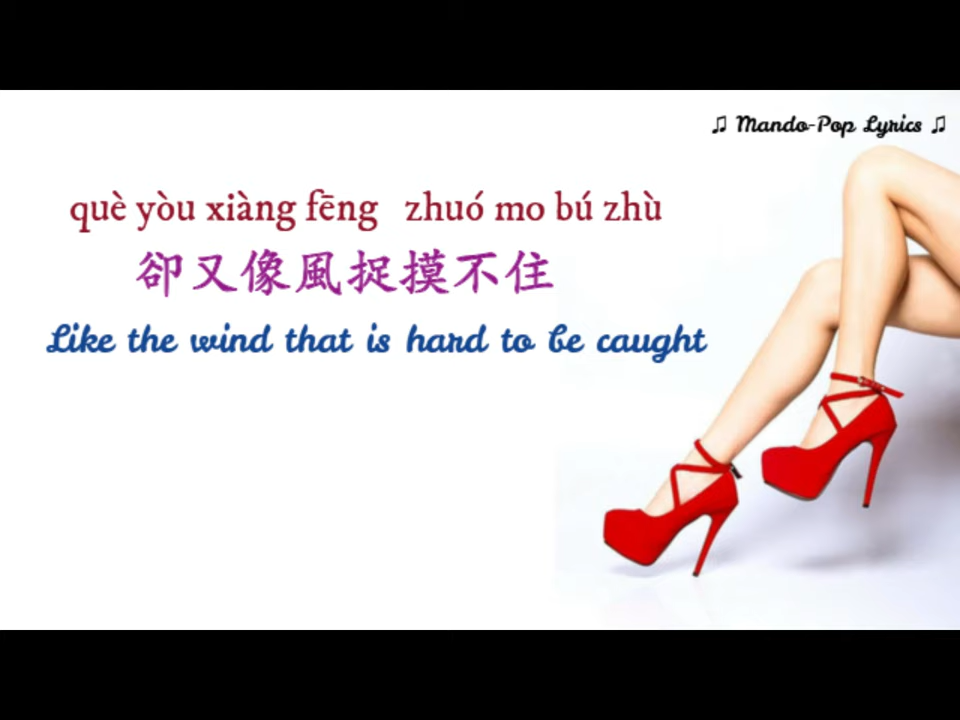 ♫ Mando-Pop Lyrics ♫
què yòu xiàng fēng zhuó mo bú zhù
卻又像風捉摸不住
Like the wind that is hard to be caught